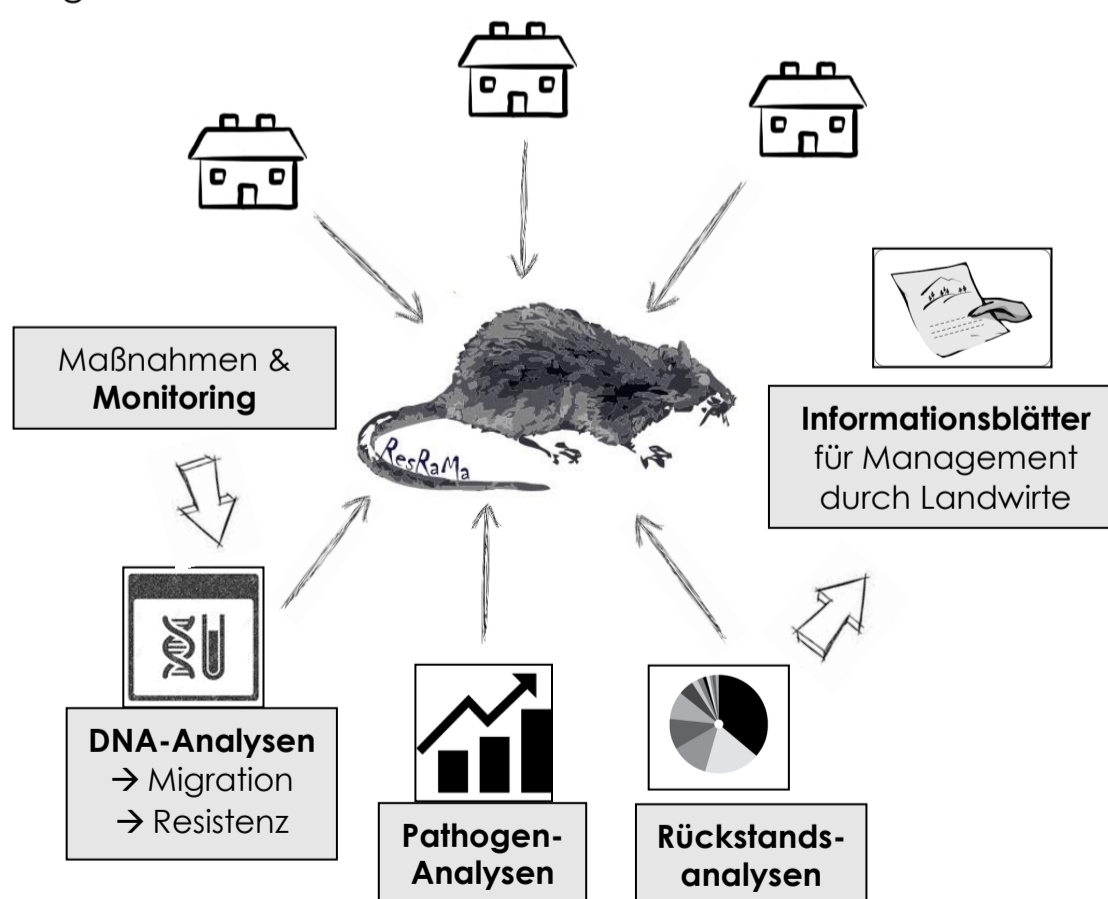 Maßnahmen &
Monitoring
ResRaMa
Informationsblätter
für Management
durch Landwirte
DNA-Analysen
→ Migration
→ Resistenz
Pathogen-
Analysen
Rückstands-
analysen